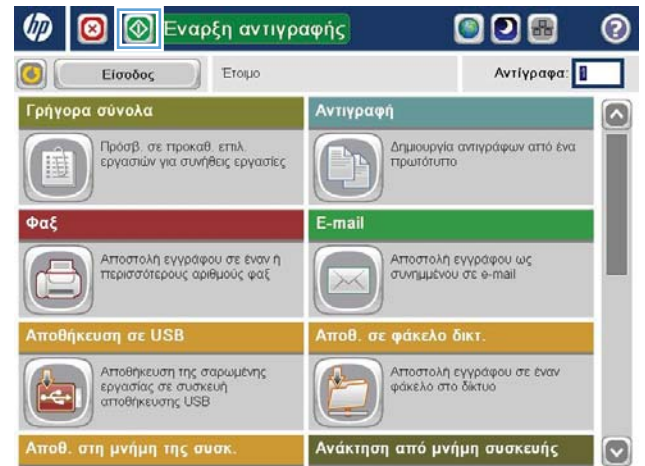 hp
Έναρξη αντιγραφής
?
Είσοδος
Έτοιμο
Αντίγραφα: 1
Γρήγορα σύνολα
Πρόσβ. σε προκαθ. επιλ.
εργασιών για συνήθεις εργασίες
Αντιγραφή
Δημιουργία αντιγράφων από ένα
πρωτότυπο
Φαξ
Αποστολή εγγράφου σε έναν ή
περισσότερους αριθμούς φαξ
E-mail
Αποστολή εγγράφου ως
συνημμένου σε e-mail
Αποθήκευση σε USB
Αποθήκευση της σαρωμένης
εργασίας σε συσκευή
αποθήκευσης USB
Αποθ. σε φάκελο δικτ.
Αποστολή εγγράφου σε έναν
φάκελο στο δίκτυο
Αποθ. στη μνήμη της συσκ.
Ανάκτηση από μνήμη συσκευής